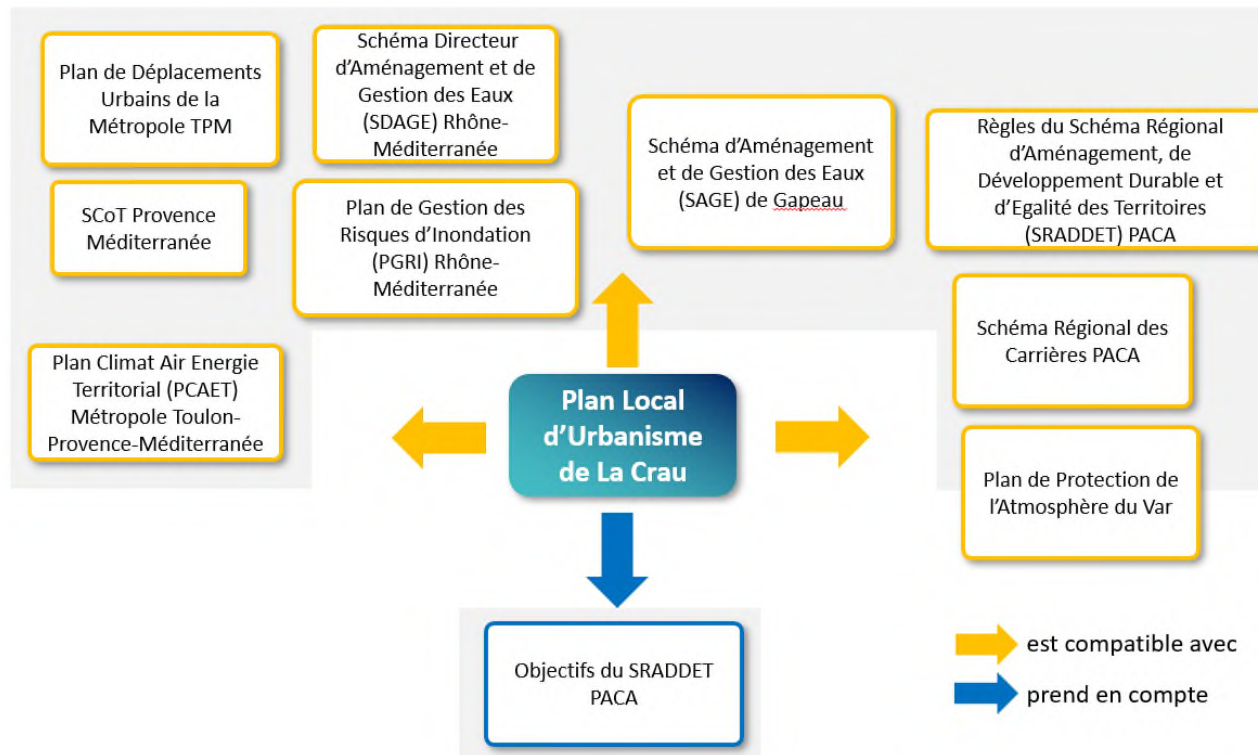 Plan de Déplacements
Urbains de la
Métropole TPM
Schéma Directeur
d’Aménagement et de
Gestion des Eaux
(SDAGE) Rhône-
Méditerranée
Schéma d’Aménagement
et de Gestion des Eaux
(SAGE) de Gapeau
Règles du Schéma Régional
d’Aménagement, de
Développement Durable et
d’Egalité des Territoires
(SRADDET) PACA
SCoT Provence
Méditerranée
Plan de Gestion des
Risques d’Inondation
(PGRI) Rhône-
Méditerranée
Schéma Régional des
Carrières PACA
Plan Climat Air Energie
Territorial (PCAET)
Métropole Toulon-
Provence-Méditerranée
Plan Local
d’Urbanisme
de La Crau
Plan de Protection de
l’Atmosphère du Var
Objectifs du SRADDET
PACA
est compatible avec
prend en compte